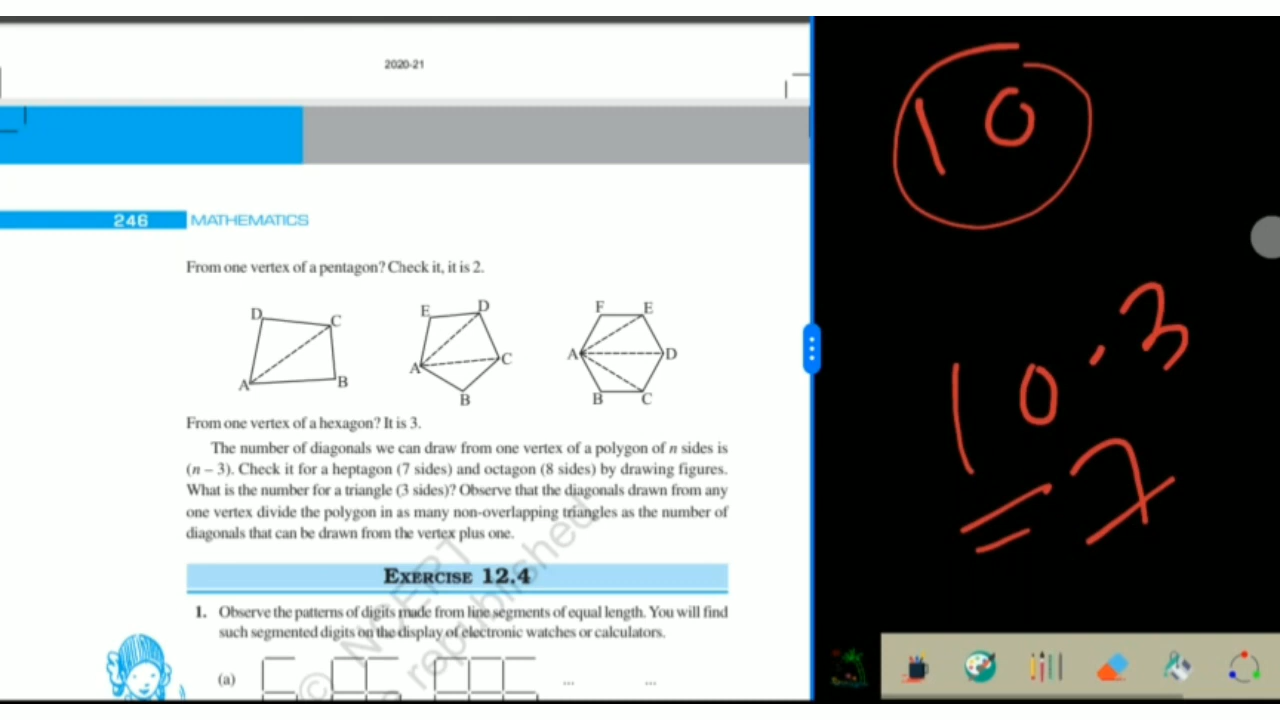 2020-21
246 MATHEMATICS
From one vertex of a pentagon? Check it, it is 2.
D C A B
E D A C B
F E A D B C
From one vertex of a hexagon? It is 3.
The number of diagonals we can draw from one vertex of a polygon of n sides is
(n – 3). Check it for a heptagon (7 sides) and octagon (8 sides) by drawing figures.
What is the number for a triangle (3 sides)? Observe that the diagonals drawn from any
one vertex divide the polygon in as many non-overlapping triangles as the number of
diagonals that can be drawn from the vertex plus one.
© NCERT
republished
EXERCISE 12.4
1. Observe the patterns of digits made from line segments of equal length. You will find
such segmented digits on the display of electronic watches or calculators.
(a) ... ...
10
10 - 3
= 7